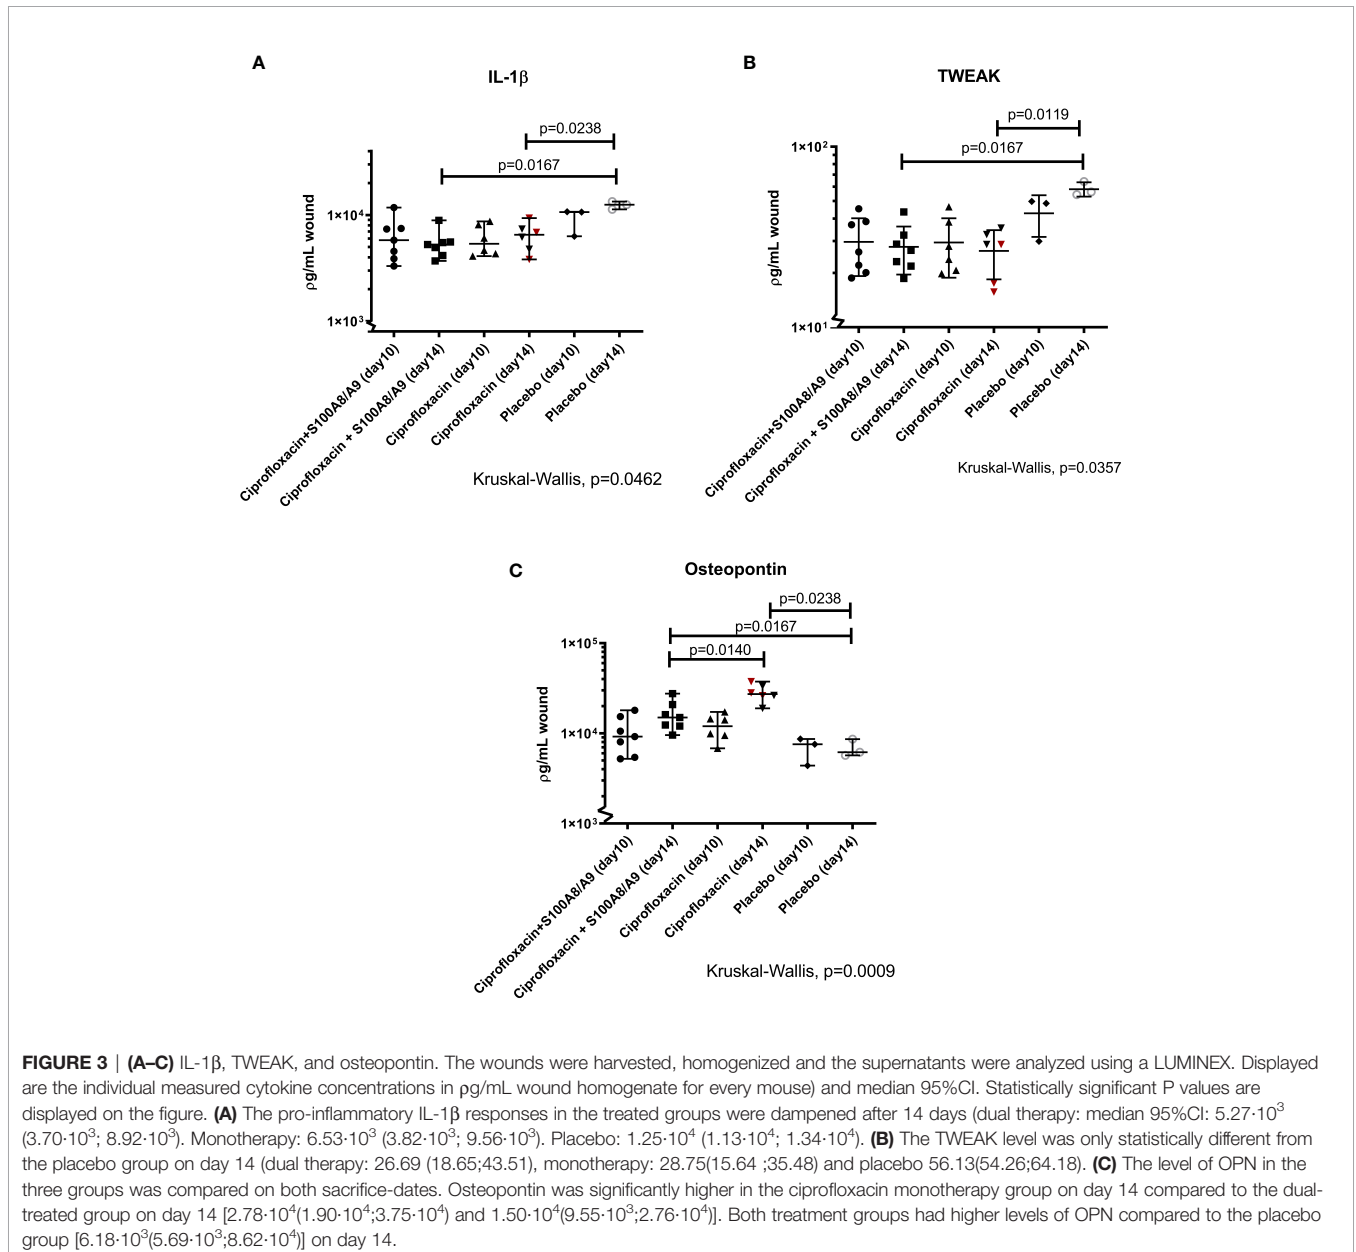 A
IL-1β
p=0.0238
p=0.0167
1×10⁴
1×10³
ρg/mL wound
Ciprofloxacin+S100A8/A9 (day10)
Ciprofloxacin + S100A8/A9 (day14)
Ciprofloxacin (day10)
Ciprofloxacin (day14)
Placebo (day10)
Placebo (day14)
Kruskal-Wallis, p=0.0462
B
TWEAK
p=0.0119
p=0.0167
1×10²
1×10¹
ρg/mL wound
Ciprofloxacin+S100A8/A9 (day10)
Ciprofloxacin + S100A8/A9 (day14)
Ciprofloxacin (day10)
Ciprofloxacin (day14)
Placebo (day10)
Placebo (day14)
Kruskal-Wallis, p=0.0357
C
Osteopontin
p=0.0238
p=0.0167
p=0.0140
1×10⁵
1×10⁴
1×10³
ρg/mL wound
Ciprofloxacin+S100A8/A9 (day10)
Ciprofloxacin + S100A8/A9 (day14)
Ciprofloxacin (day10)
Ciprofloxacin (day14)
Placebo (day10)
Placebo (day14)
Kruskal-Wallis, p=0.0009
FIGURE 3 | (A–C) IL-1β, TWEAK, and osteopontin. The wounds were harvested, homogenized and the supernatants were analyzed using a LUMINEX. Displayed
are the individual measured cytokine concentrations in ρg/mL wound homogenate for every mouse) and median 95%CI. Statistically significant P values are
displayed on the figure. (A) The pro-inflammatory IL-1β responses in the treated groups were dampened after 14 days (dual therapy: median 95%CI: 5.27·10³
(3.70·10³; 8.92·10³). Monotherapy: 6.53·10³ (3.82·10³; 9.56·10³). Placebo: 1.25·10⁴ (1.13·10⁴; 1.34·10⁴). (B) The TWEAK level was only statistically different from
the placebo group on day 14 (dual therapy: 26.69 (18.65;43.51), monotherapy: 28.75(15.64 ;35.48) and placebo 56.13(54.26;64.18). (C) The level of OPN in the
three groups was compared on both sacrifice-dates. Osteopontin was significantly higher in the ciprofloxacin monotherapy group on day 14 compared to the dual-
treated group on day 14 [2.78·10⁴(1.90·10⁴;3.75·10⁴) and 1.50·10⁴(9.55·10³;2.76·10⁴)]. Both treatment groups had higher levels of OPN compared to the placebo
group [6.18·10³(5.69·10³;8.62·10⁴)] on day 14.